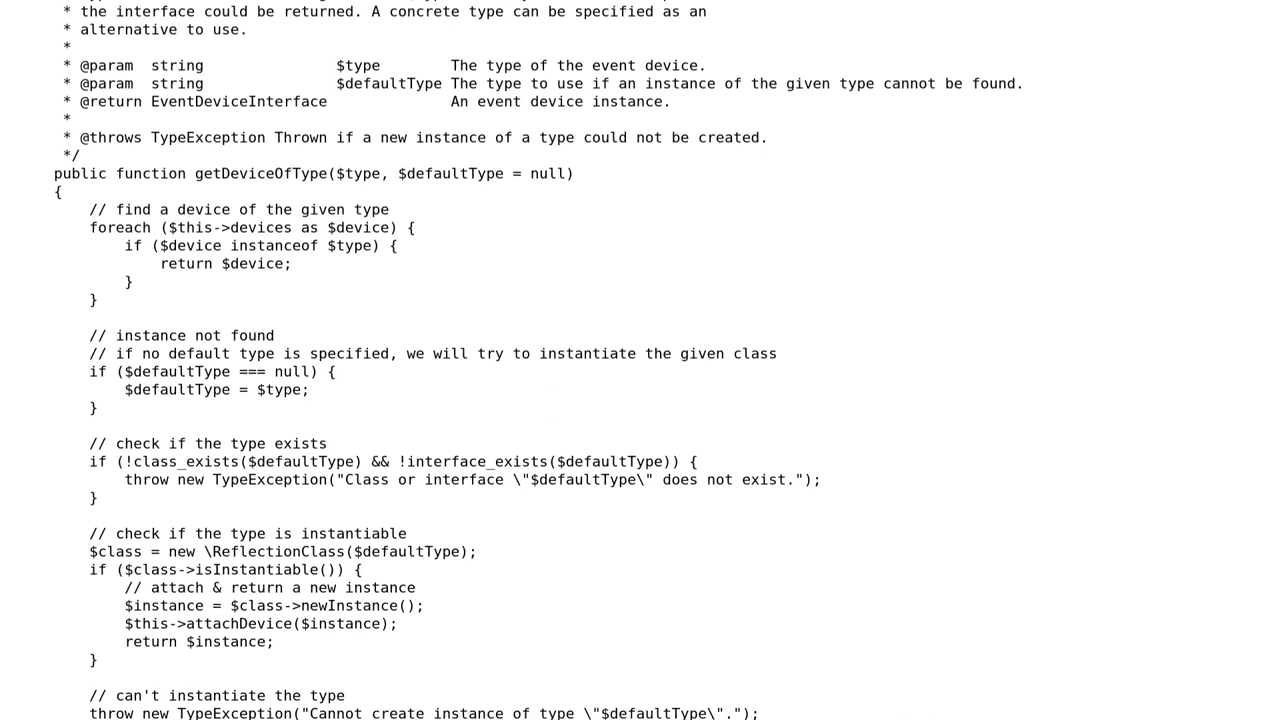 * the interface could be returned. A concrete type can be specified as an
* alternative to use.
*
* @param  string               $type        The type of the event device.
* @param  string               $defaultType The type to use if an instance of the given type cannot be found.
* @return EventDeviceInterface              An event device instance.
*
* @throws TypeException Thrown if a new instance of a type could not be created.
*/
public function getDeviceOfType($type, $defaultType = null)
{
    // find a device of the given type
    foreach ($this->devices as $device) {
        if ($device instanceof $type) {
            return $device;
        }
    }

    // instance not found
    // if no default type is specified, we will try to instantiate the given class
    if ($defaultType === null) {
        $defaultType = $type;
    }

    // check if the type exists
    if (!class_exists($defaultType) && !interface_exists($defaultType)) {
        throw new TypeException("Class or interface \"$defaultType\" does not exist.");
    }

    // check if the type is instantiable
    $class = new \ReflectionClass($defaultType);
    if ($class->isInstantiable()) {
        // attach & return a new instance
        $instance = $class->newInstance();
        $this->attachDevice($instance);
        return $instance;
    }

    // can't instantiate the type
    throw new TypeException("Cannot create instance of type \"$defaultType\".");